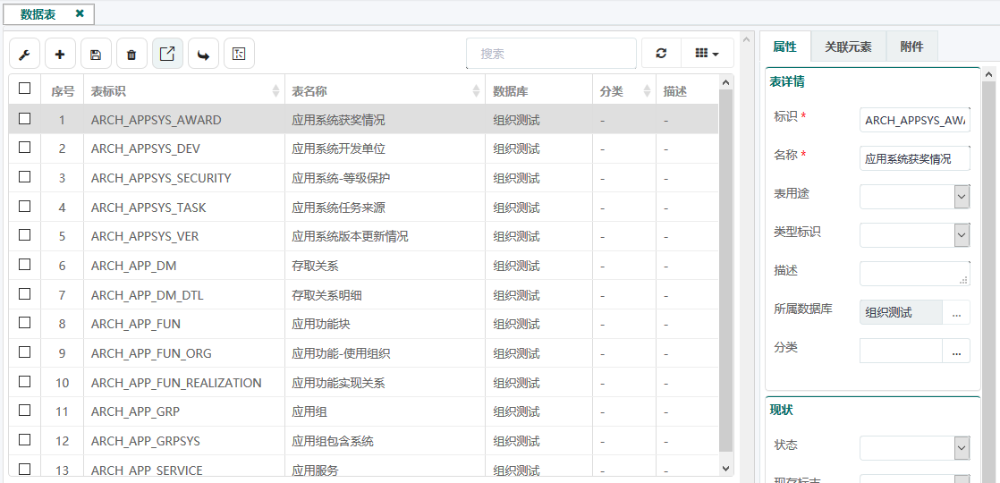 数据表
搜索
序号 表标识 表名称 数据库 分类 描述
1 ARCH_APPSYS_AWARD 应用系统获奖情况 组织测试 - -
2 ARCH_APPSYS_DEV 应用系统开发单位 组织测试 - -
3 ARCH_APPSYS_SECURITY 应用系统-等级保护 组织测试 - -
4 ARCH_APPSYS_TASK 应用系统任务来源 组织测试 - -
5 ARCH_APPSYS_VER 应用系统版本更新情况 组织测试 - -
6 ARCH_APP_DM 存取关系 组织测试 - -
7 ARCH_APP_DM_DTL 存取关系明细 组织测试 - -
8 ARCH_APP_FUN 应用功能块 组织测试 - -
9 ARCH_APP_FUN_ORG 应用功能-使用组织 组织测试 - -
10 ARCH_APP_FUN_REALIZATION 应用功能实现关系 组织测试 - -
11 ARCH_APP_GRP 应用组 组织测试 - -
12 ARCH_APP_GRPSYS 应用组包含系统 组织测试 - -
13 ARCH_APP_SERVICE 应用服务 组织测试 - -
属性 关联元素 附件
表详情
标识 * ARCH_APPSYS_AWA
名称 * 应用系统获奖情况
表用途
类型标识
描述
所属数据库 组织测试 ...
分类 ...
现状
状态
现存标志